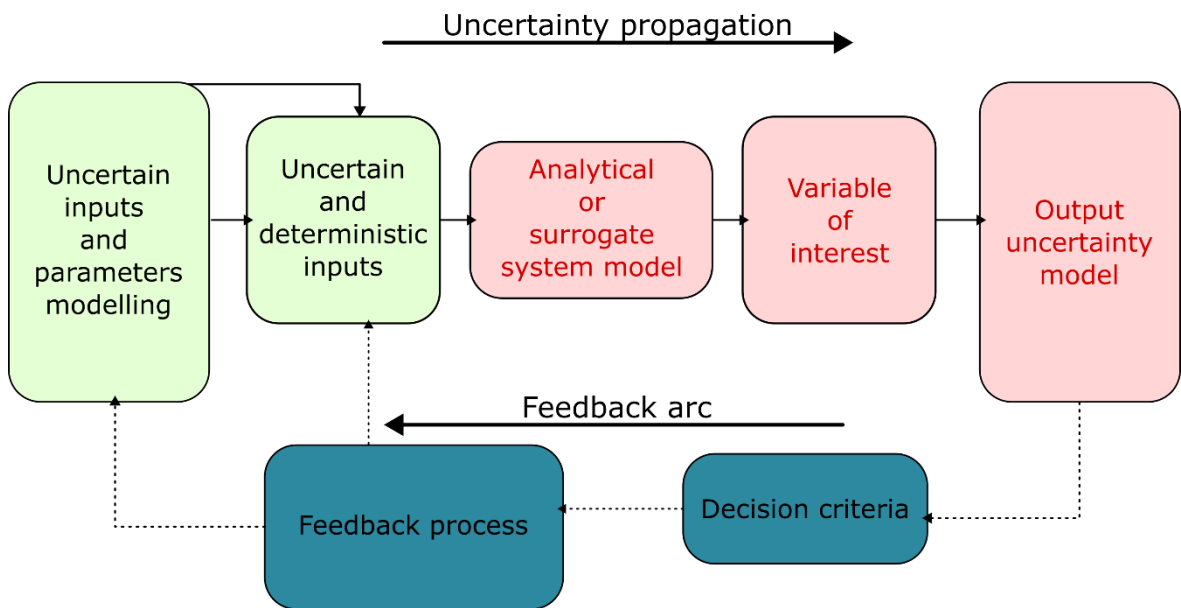 Uncertainty propagation
Uncertain
inputs
and
parameters
modelling
Uncertain
and
deterministic
inputs
Analytical
or
surrogate
system model
Variable
of
interest
Output
uncertainty
model
Feedback arc
Feedback process
Decision criteria